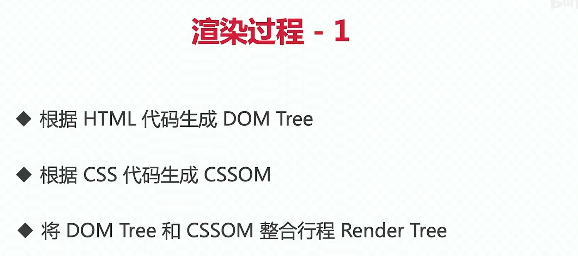 渲染过程 - 1
◆ 根据 HTML 代码生成 DOM Tree
◆ 根据 CSS 代码生成 CSSOM
◆ 将 DOM Tree 和 CSSOM 整合行程 Render Tree